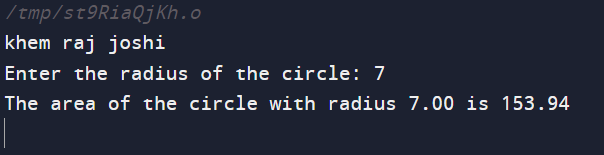 /tmp/st9RiaQjKh.o
khem raj joshi
Enter the radius of the circle: 7
The area of the circle with radius 7.00 is 153.94